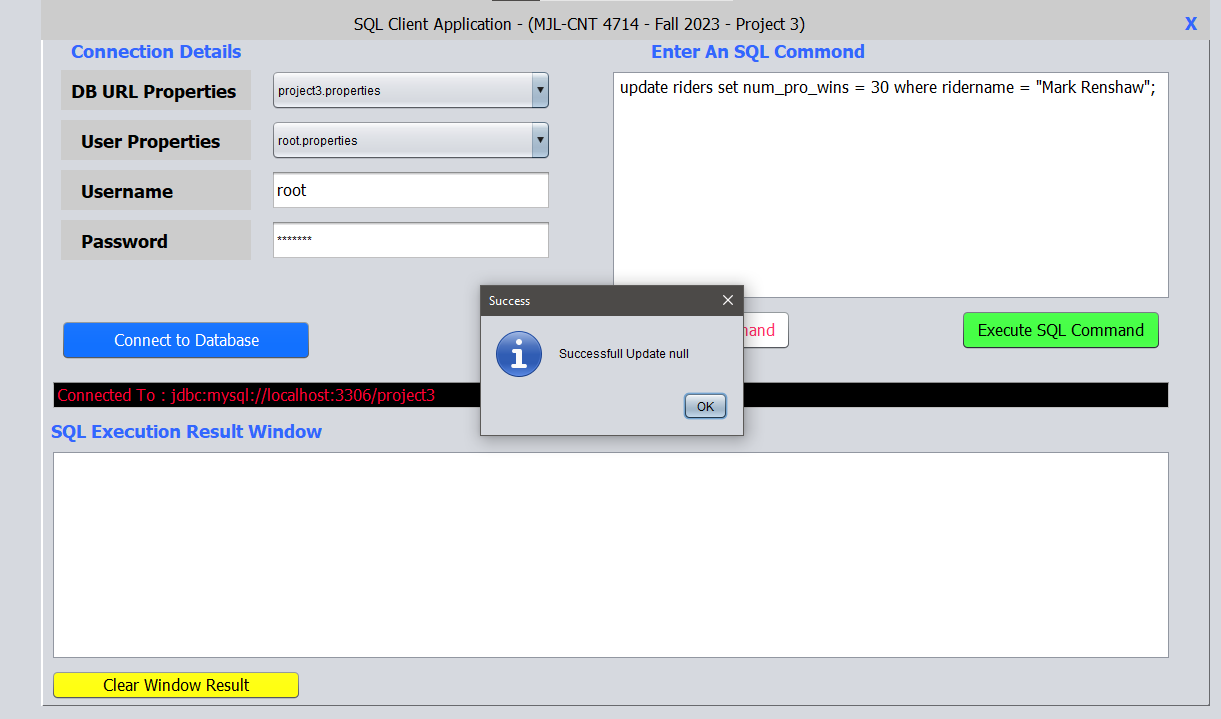 SQL Client Application - (MJL-CNT 4714 - Fall 2023 - Project 3)
X
Connection Details
Enter An SQL Commond
DB URL Properties
project3.properties
User Properties
root.properties
Username
root
Password
*******
update riders set num_pro_wins = 30 where ridername = "Mark Renshaw";
Success
Successfull Update null
OK
Connect to Database
Execute SQL Command
Connected To : jdbc:mysql://localhost:3306/project3
SQL Execution Result Window
Clear Window Result